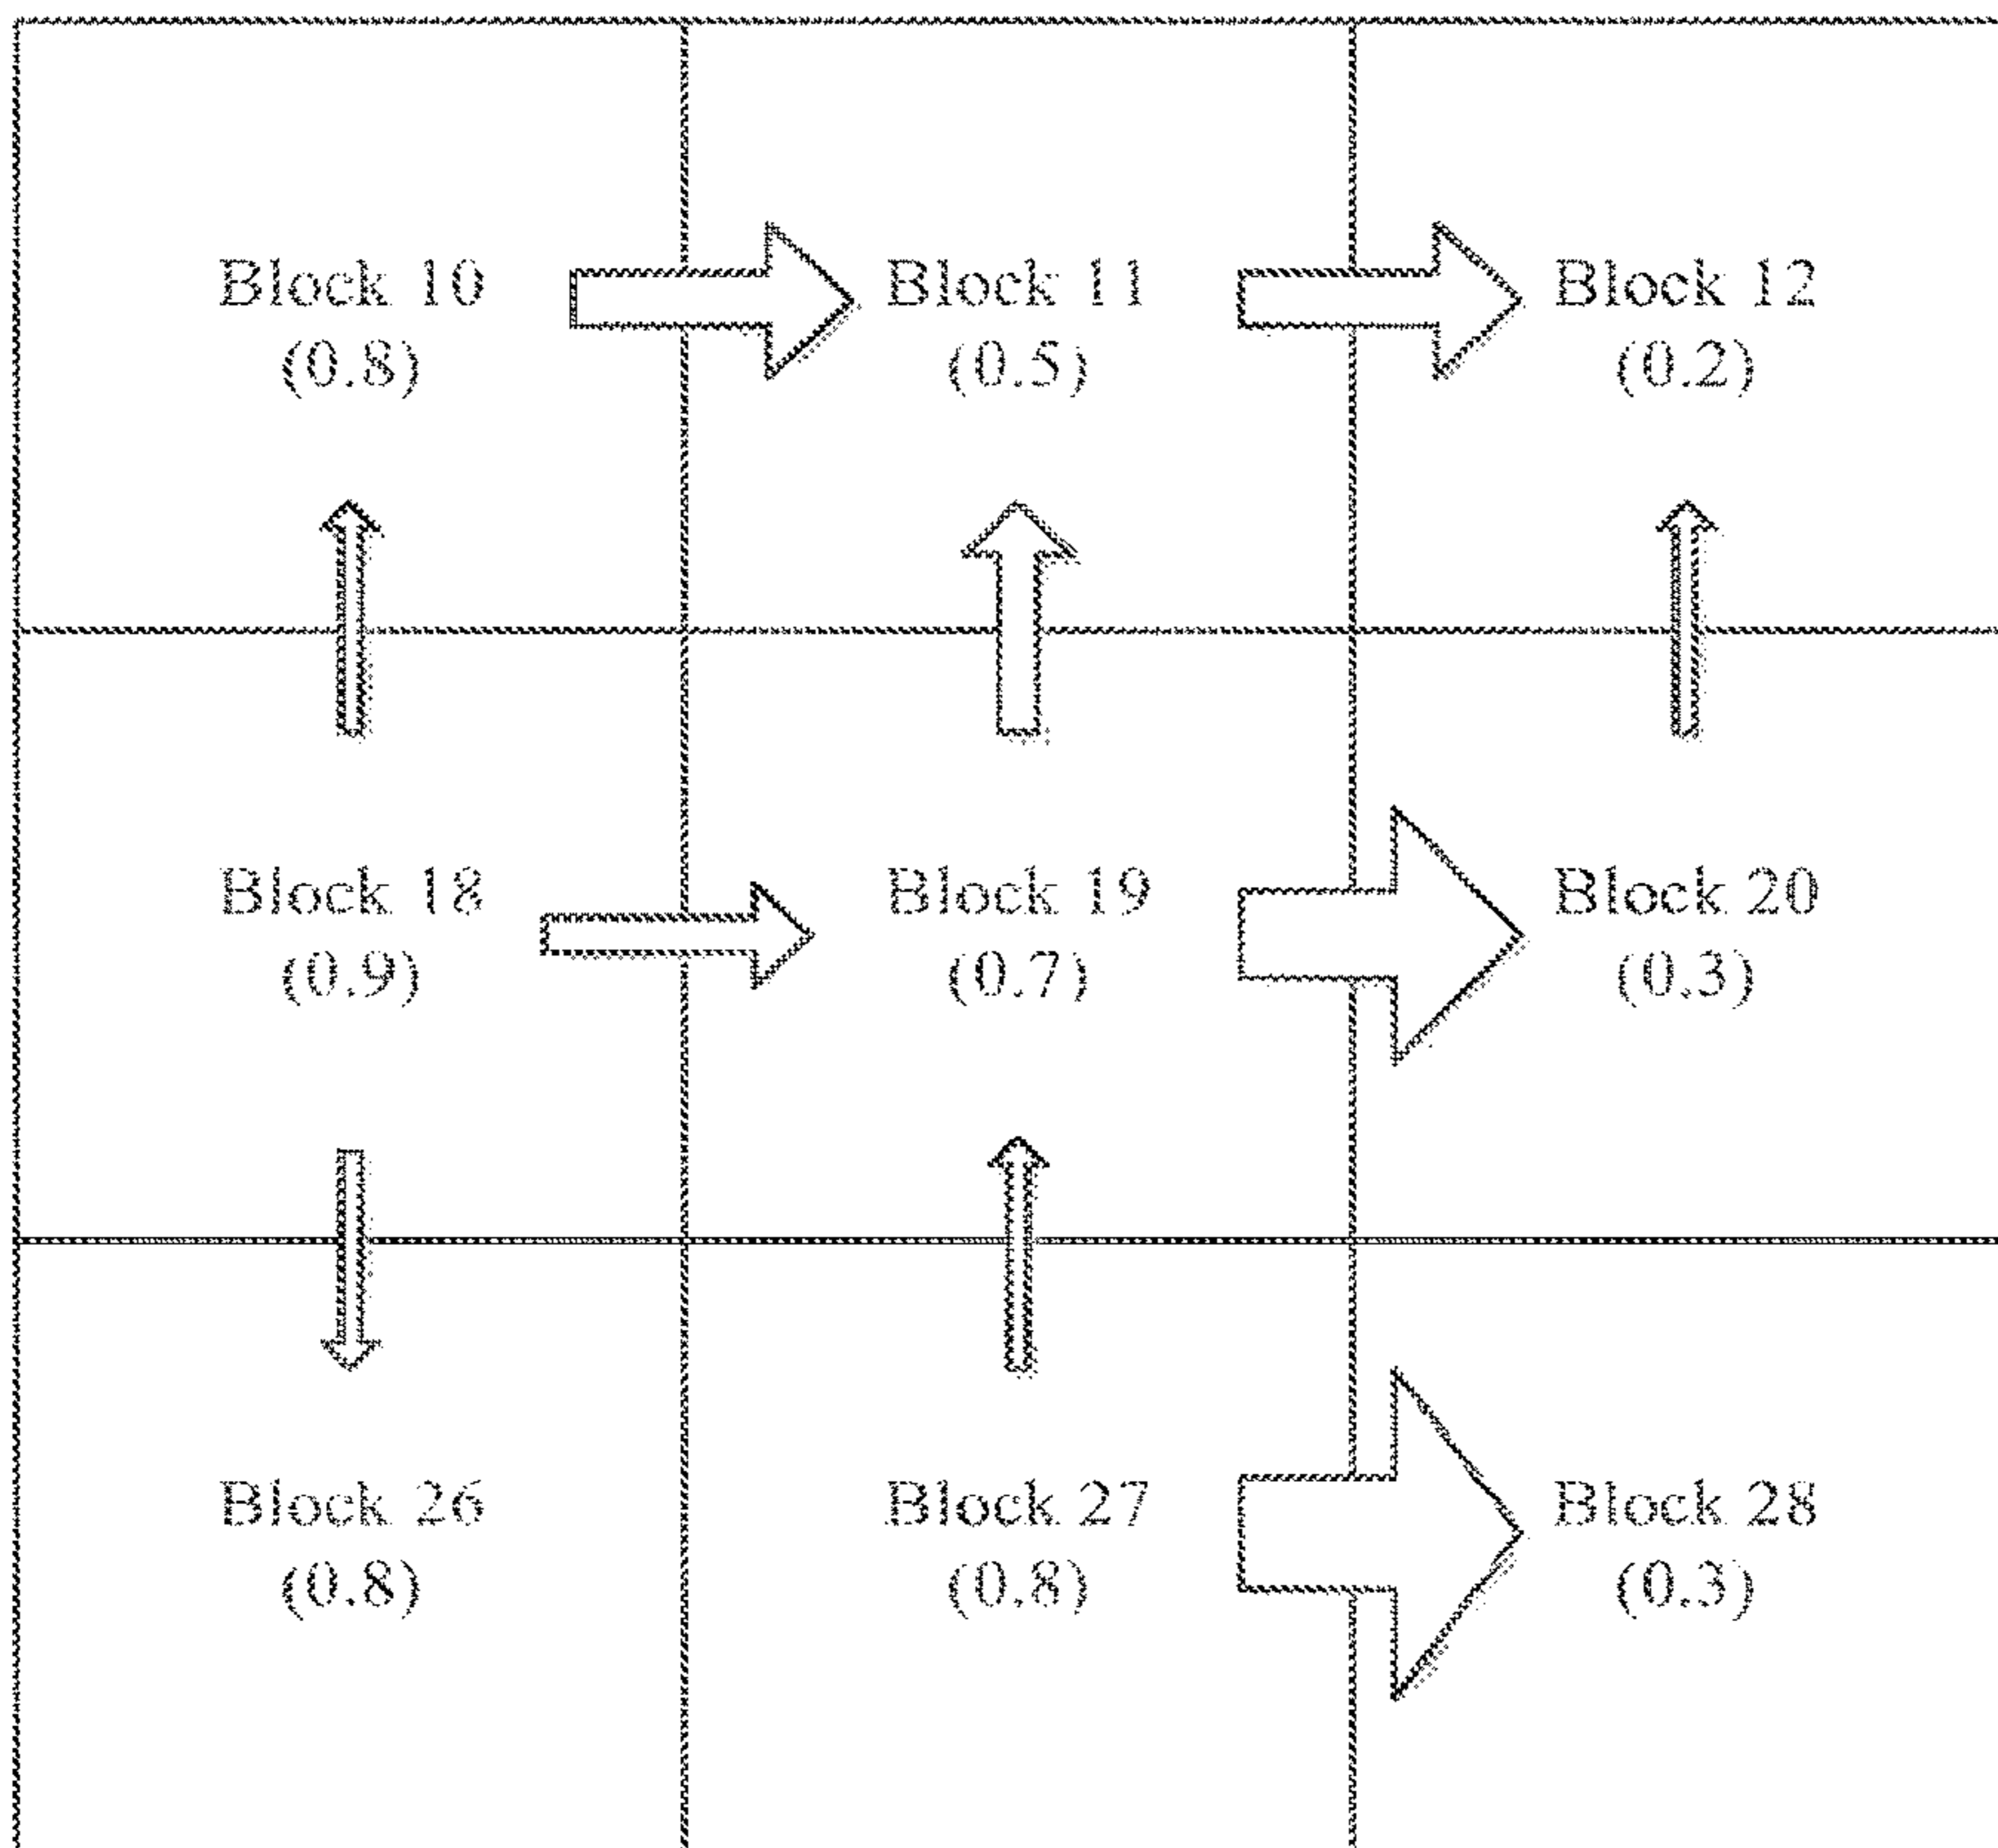 Block 10
(0.8)
Block 11
(0.5)
Block 12
(0.2)
Block 18
(0.9)
Block 19
(0.7)
Block 20
(0.3)
Block 26
(0.8)
Block 27
(0.8)
Block 28
(0.3)